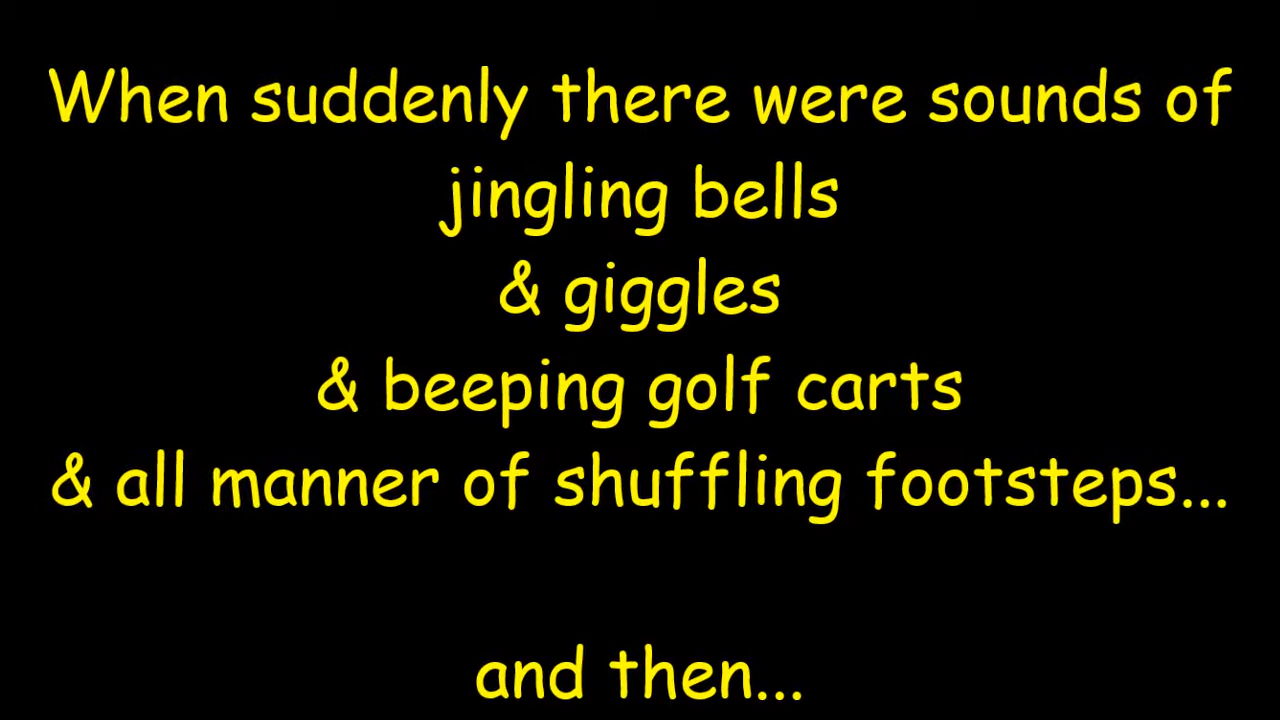 When suddenly there were sounds of
jingling bells
& giggles
& beeping golf carts
& all manner of shuffling footsteps...
and then...